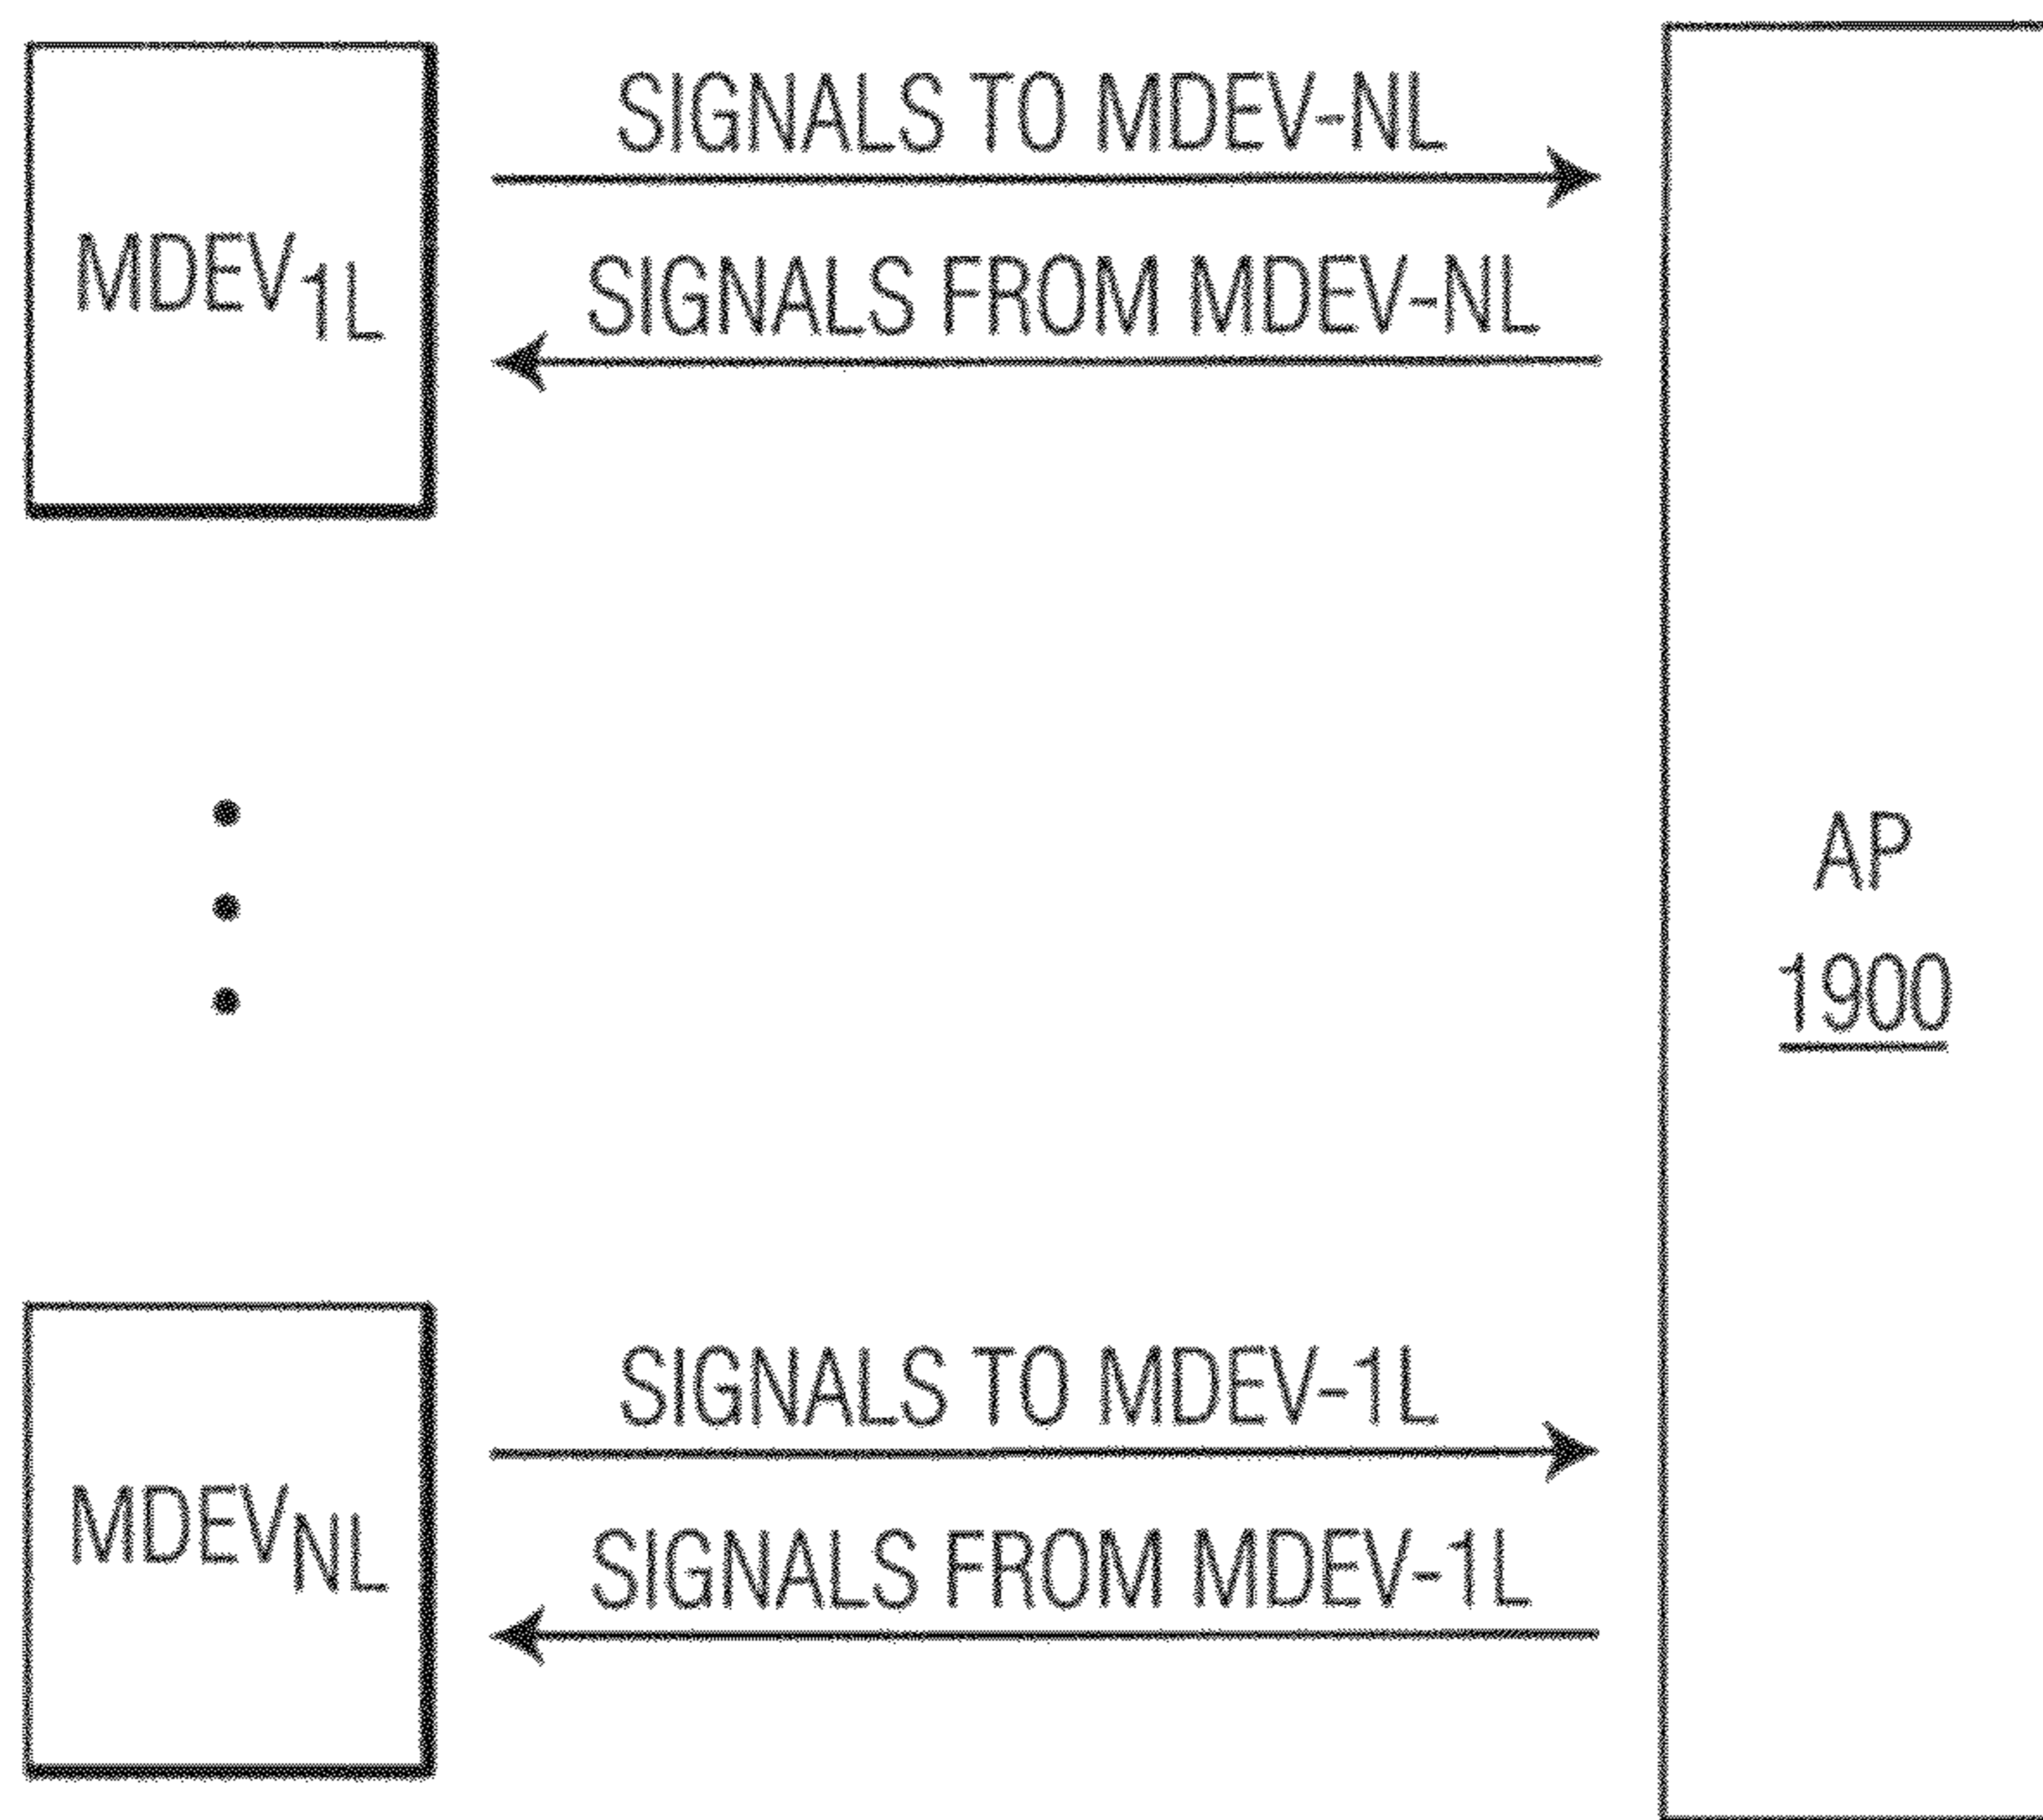 SIGNALS TO MDEV-NL
MDEV1L
SIGNALS FROM MDEV-NL
AP
1900
SIGNALS TO MDEV-1L
MDEVNL
SIGNALS FROM MDEV-1L